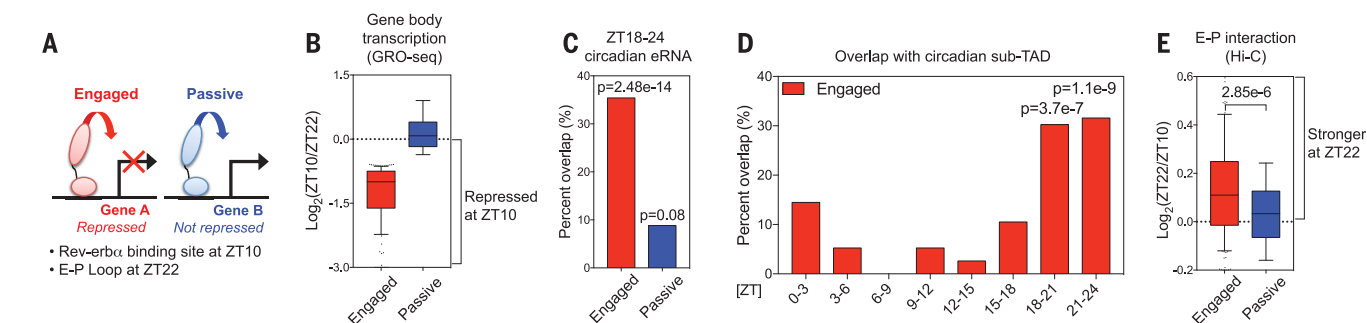 A
Engaged
Passive
Gene A
Gene B
Repressed
Not repressed
• Rev-erbα binding site at ZT10
• E-P Loop at ZT22
B
Gene body
transcription
(GRO-seq)
Log2(ZT10/ZT22)
1.5
0.0
-1.5
-3.0
Engaged
Passive
Repressed
at ZT10
C
ZT18-24
circadian eRNA
Percent overlap (%)
40
30
20
10
0
p=2.48e-14
p=0.08
Engaged
Passive
D
Overlap with circadian sub-TAD
Percent overlap (%)
40
30
20
10
0
Engaged
p=1.1e-9
p=3.7e-7
[ZT]
0-3
3-6
6-9
9-12
12-15
15-18
18-21
21-24
E
E-P interaction
(Hi-C)
Log2(ZT22/ZT10)
0.6
0.4
0.2
0.0
-0.2
2.85e-6
Engaged
Passive
Stronger
at ZT22